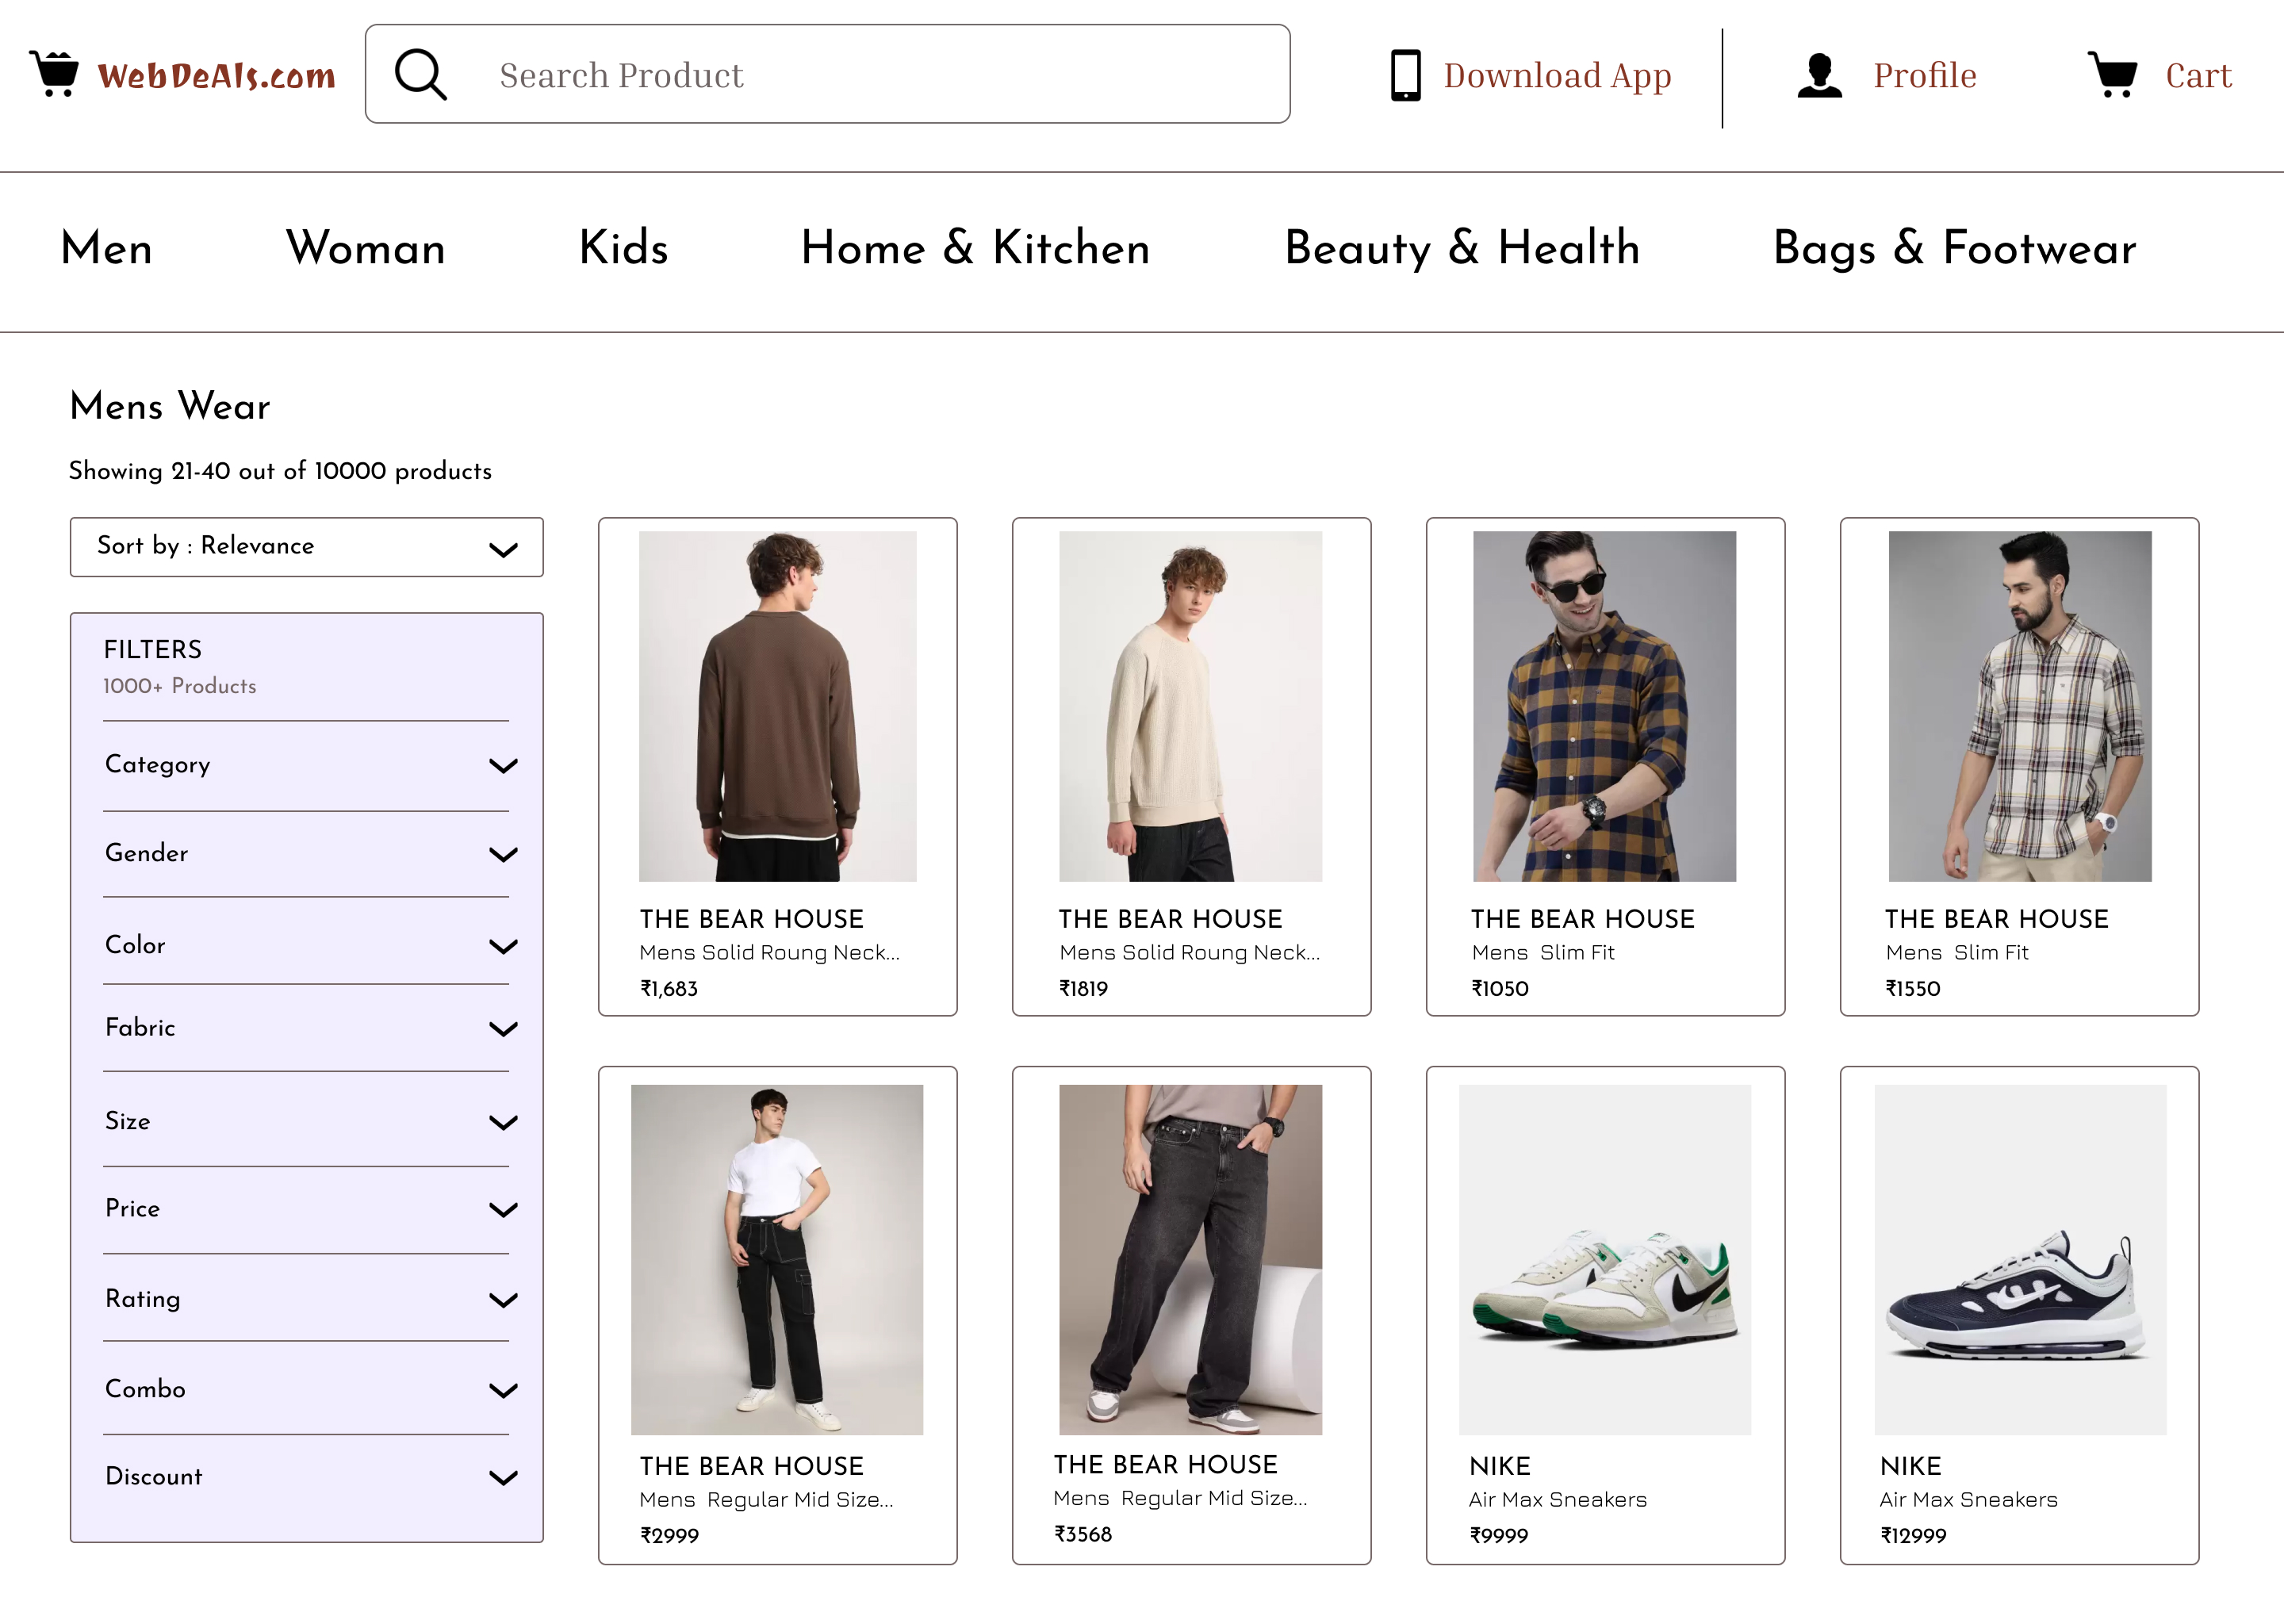 WebDeAls.com
Search Product
Download App
Profile
Cart
Men
Woman
Kids
Home & Kitchen
Beauty & Health
Bags & Footwear
Mens Wear
Showing 21-40 out of 10000 products
Sort by : Relevance
FILTERS
1000+ Products
Category
Gender
Color
Fabric
Size
Price
Rating
Combo
Discount
THE BEAR HOUSE
Mens Solid Roung Neck...
₹1,683
THE BEAR HOUSE
Mens Solid Roung Neck...
₹1819
THE BEAR HOUSE
Mens  Slim Fit
₹1050
THE BEAR HOUSE
Mens  Slim Fit
₹1550
THE BEAR HOUSE
Mens  Regular Mid Size...
₹2999
THE BEAR HOUSE
Mens  Regular Mid Size...
₹3568
NIKE
Air Max Sneakers
₹9999
NIKE
Air Max Sneakers
₹12999